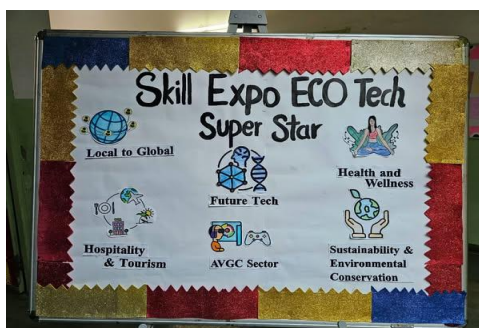 Skill Expo ECO Tech
Super Star
Local to Global
Future Tech
Health and
Wellness
Hospitality
& Tourism
AVGC Sector
Sustainability &
Environmental
Conservation